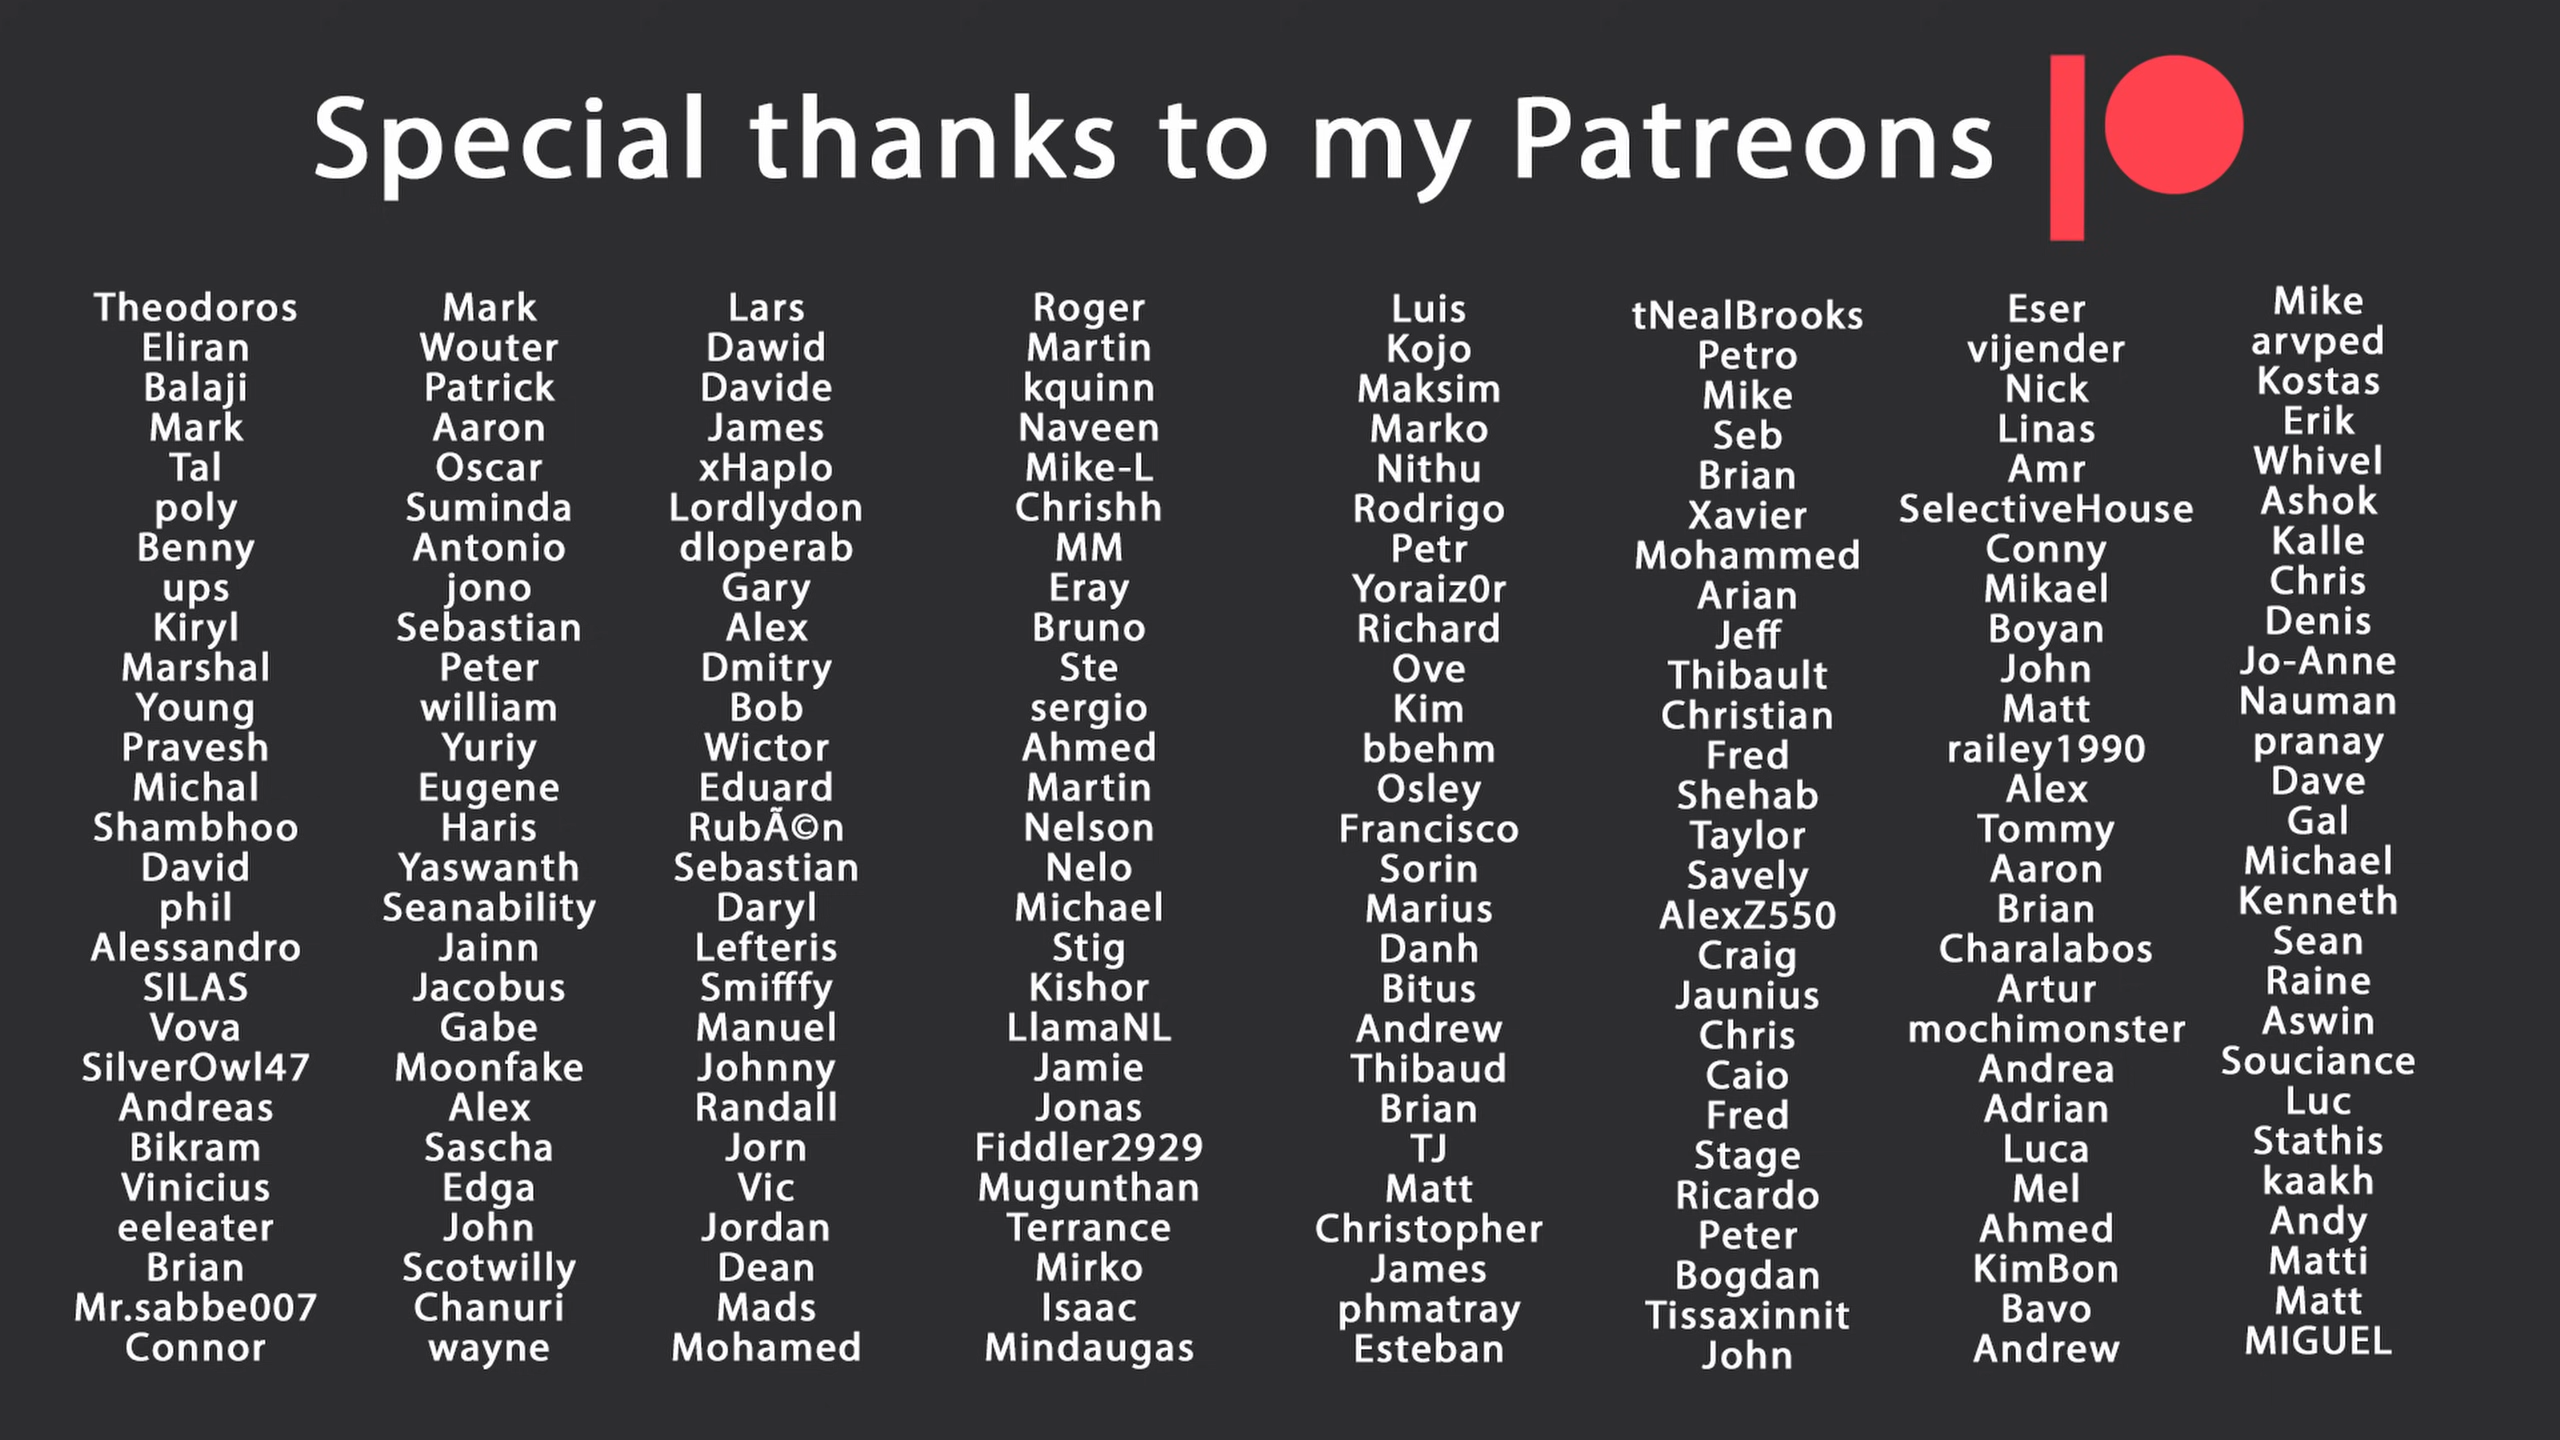 Special thanks to my Patreons
Theodoros
Eliran
Balaji
Mark
Tal
poly
Benny
ups
Kiryl
Marshal
Young
Pravesh
Michal
Shambhoo
David
phil
Alessandro
SILAS
Vova
SilverOwl47
Andreas
Bikram
Vinicius
eeleater
Brian
Mr.sabbe007
Connor
Mark
Wouter
Patrick
Aaron
Oscar
Suminda
Antonio
jono
Sebastian
Peter
william
Yuriy
Eugene
Haris
Yaswanth
Seanability
Jainn
Jacobus
Gabe
Moonfake
Alex
Sascha
Edga
John
Scotwilly
Chanuri
wayne
Lars
Dawid
Davide
James
xHaplo
Lordlydon
dloperab
Gary
Alex
Dmitry
Bob
Wictor
Eduard
RubÃ©n
Sebastian
Daryl
Lefteris
Smifffy
Manuel
Johnny
Randall
Jorn
Vic
Jordan
Dean
Mads
Mohamed
Roger
Martin
kquinn
Naveen
Mike-L
Chrishh
MM
Eray
Bruno
Ste
sergio
Ahmed
Martin
Nelson
Nelo
Michael
Stig
Kishor
LlamaNL
Jamie
Jonas
Fiddler2929
Mugunthan
Terrance
Mirko
Isaac
Mindaugas
Luis
Kojo
Maksim
Marko
Nithu
Rodrigo
Petr
Yoraiz0r
Richard
Ove
Kim
bbehm
Osley
Francisco
Sorin
Marius
Danh
Bitus
Andrew
Thibaud
Brian
TJ
Matt
Christopher
James
phmatray
Esteban
tNealBrooks
Petro
Mike
Seb
Brian
Xavier
Mohammed
Arian
Jeff
Thibault
Christian
Fred
Shehab
Taylor
Savely
AlexZ550
Craig
Jaunius
Chris
Caio
Fred
Stage
Ricardo
Peter
Bogdan
Tissaxinnit
John
Eser
vijender
Nick
Linas
Amr
SelectiveHouse
Conny
Mikael
Boyan
John
Matt
railey1990
Alex
Tommy
Aaron
Brian
Charalabos
Artur
mochimonster
Andrea
Adrian
Luca
Mel
Ahmed
KimBon
Bavo
Andrew
Mike
arvped
Kostas
Erik
Whivel
Ashok
Kalle
Chris
Denis
Jo-Anne
Nauman
pranay
Dave
Gal
Michael
Kenneth
Sean
Raine
Aswin
Souciance
Luc
Stathis
kaakh
Andy
Matti
Matt
MIGUEL